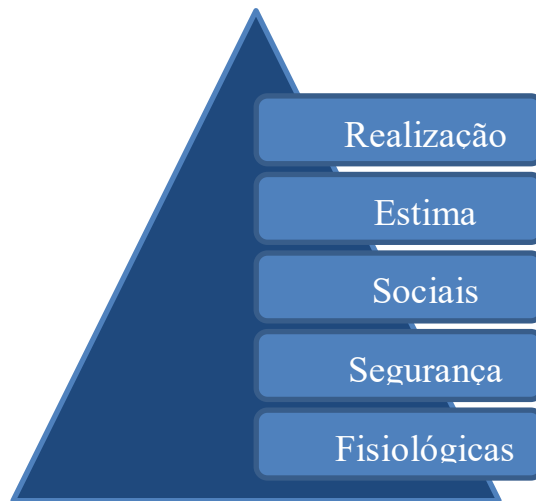 Realização
Estima
Sociais
Segurança
Fisiológicas